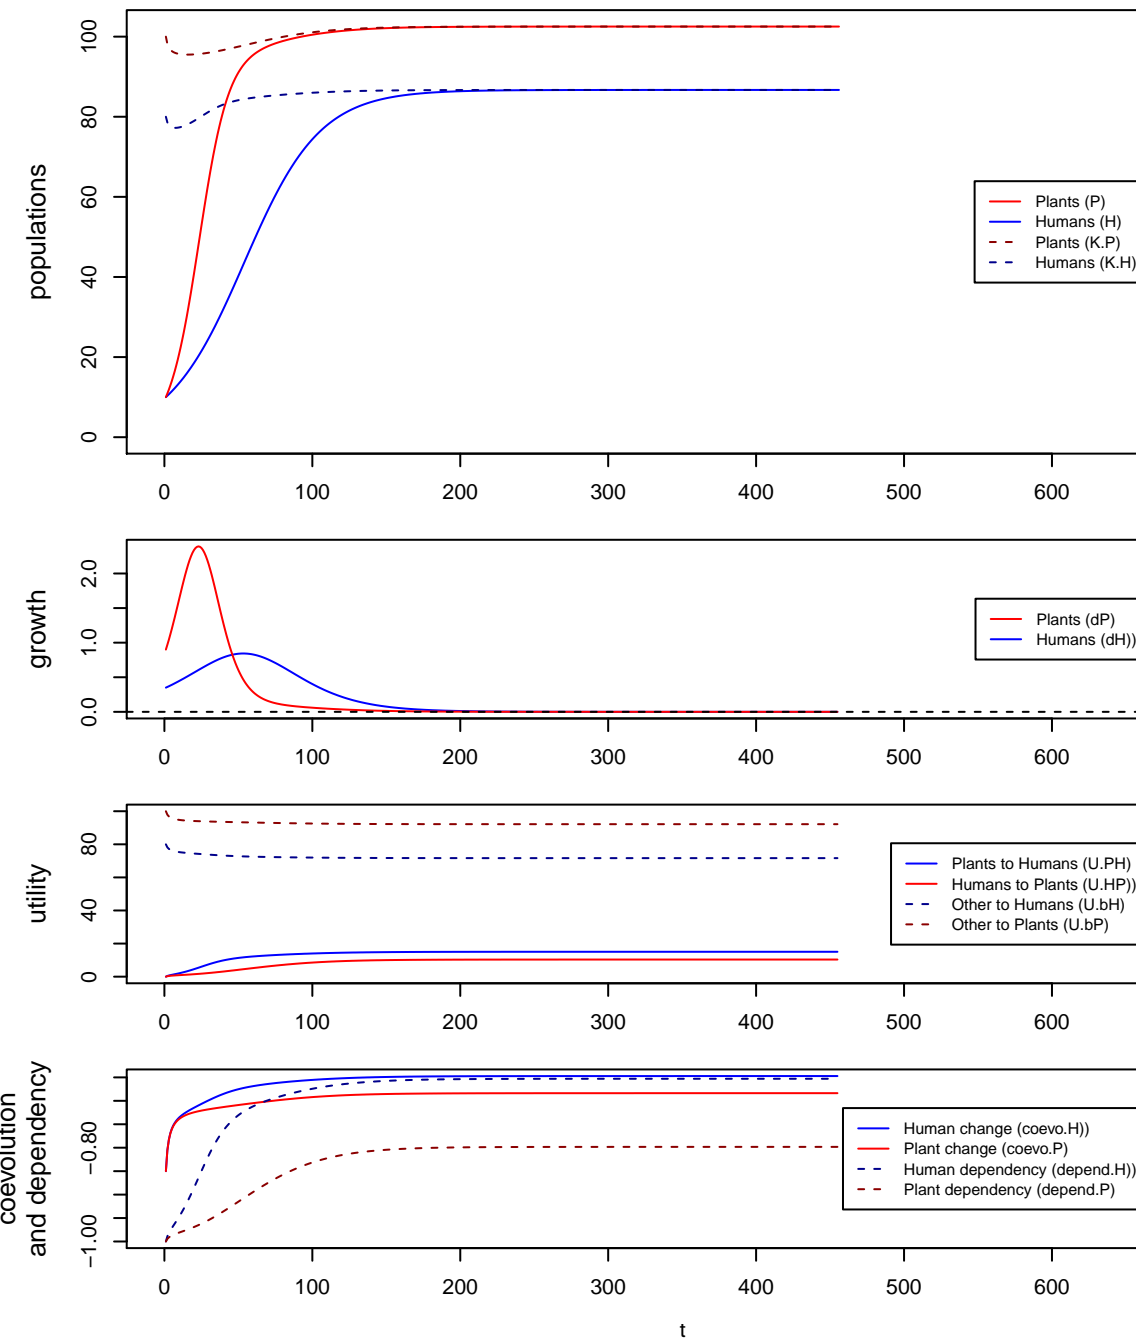 populations
100
80
60
40
20
0
Plants (P)
Humans (H)
Plants (K.P)
Humans (K.H)
0 100 200 300 400 500 600
growth
2.0
1.0
0.0
Plants (dP)
Humans (dH))
0 100 200 300 400 500 600
utility
80
40
0
Plants to Humans (U.PH)
Humans to Plants (U.HP))
Other to Humans (U.bH)
Other to Plants (U.bP)
0 100 200 300 400 500 600
coevolution
and dependency
−0.80
−1.00
Human change (coevo.H))
Plant change (coevo.P)
Human dependency (depend.H))
Plant dependency (depend.P)
0 100 200 300 400 500 600
t